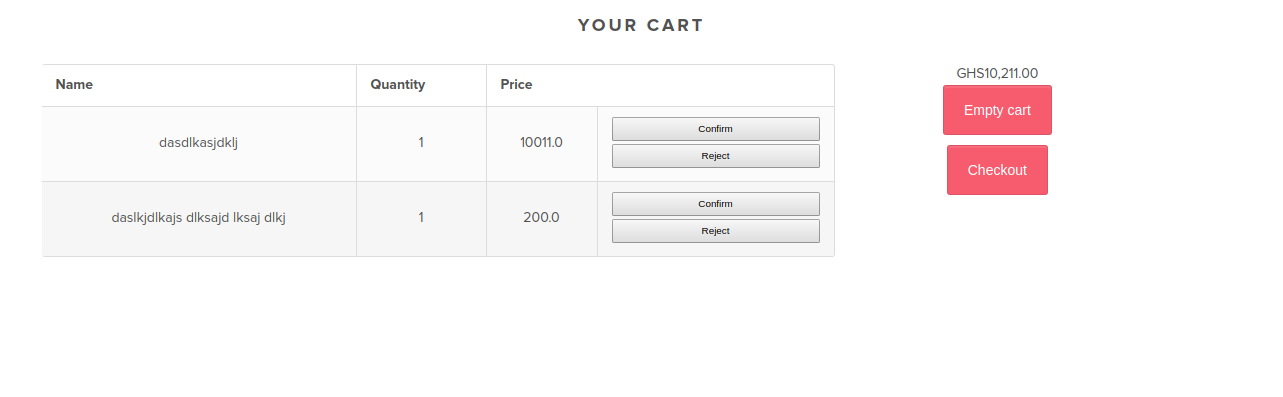 YOUR CART
Name Quantity Price
dasdlkasjdklj 1 10011.0 Confirm
Reject
daslkjdlkajs dlksajd lksaj dlkj 1 200.0 Confirm
Reject
GHS10,211.00
Empty cart
Checkout